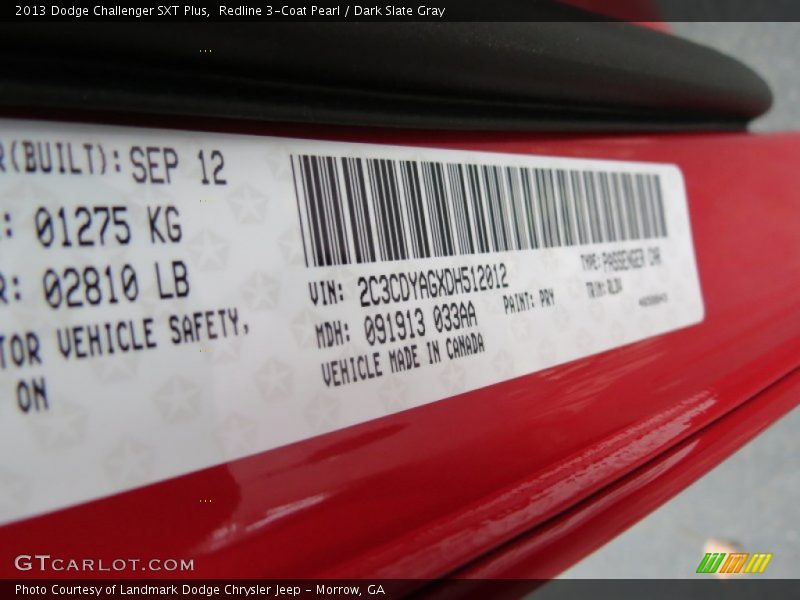 2013 Dodge Challenger SXT Plus, Redline 3-Coat Pearl / Dark Slate Gray
R(BUILT): SEP 12
: 01275 KG
R: 02810 LB
TOR VEHICLE SAFETY,
ON
VIN: 2C3CDYAGXDH512012
TYPE: PASSENGER CAR
MDH: 091913 033AA
PAINT: PRY
TRIM:
VEHICLE MADE IN CANADA
GTCARLOT.COM
Photo Courtesy of Landmark Dodge Chrysler Jeep - Morrow, GA